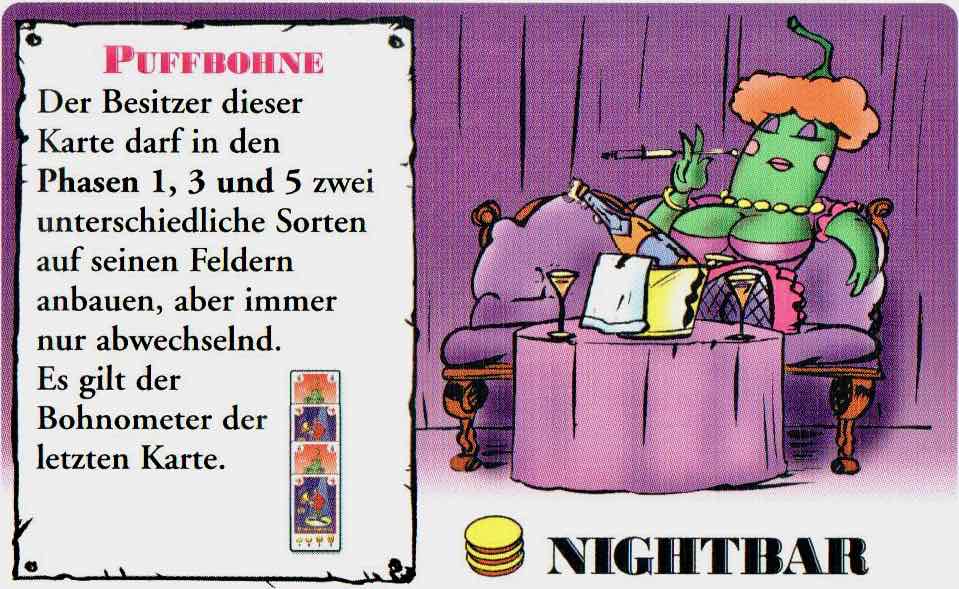 PUFFBOHNE
Der Besitzer dieser
Karte darf in den
Phasen 1, 3 und 5 zwei
unterschiedliche Sorten
auf seinen Feldern
anbauen, aber immer
nur abwechselnd.
Es gilt der
Bohnometer der
letzten Karte.
NIGHTBAR